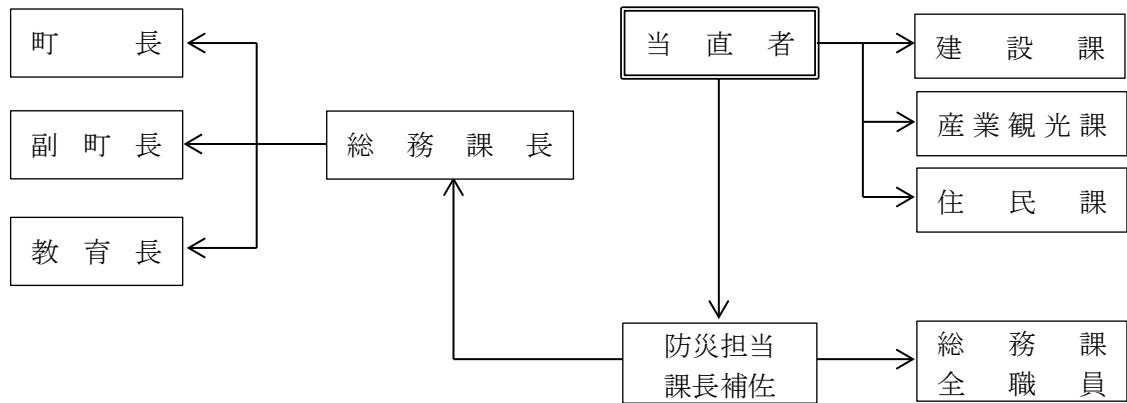 町長
当直者
建設課
副町長
総務課長
産業観光課
住民課
教育長
防災担当
課長補佐
総務課
全職員